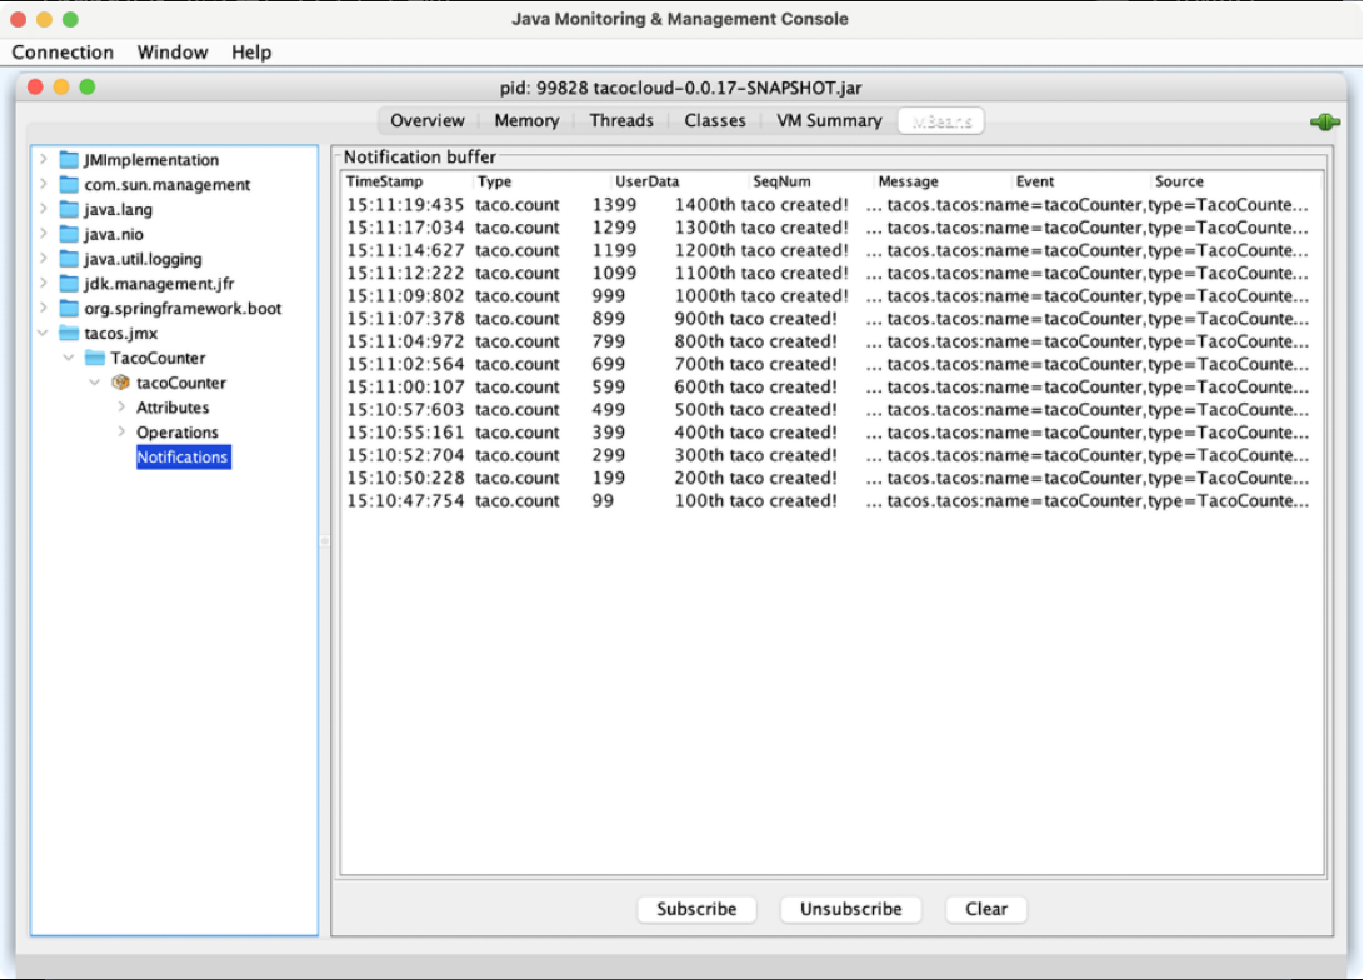 Java Monitoring & Management Console
Connection Window Help
pid: 99828 tacocloud-0.0.17-SNAPSHOT.jar
Overview Memory Threads Classes VM Summary MBeans
JMImplementation
com.sun.management
java.lang
java.nio
java.util.logging
jdk.management.jfr
org.springframework.boot
tacos.jmx
TacoCounter
tacoCounter
Attributes
Operations
Notifications
Notification buffer
TimeStamp Type UserData SeqNum Message Event Source
15:11:19:435 taco.count 1399 1400th taco created! ... tacos.tacos:name=tacoCounter,type=TacoCounte...
15:11:17:034 taco.count 1299 1300th taco created! ... tacos.tacos:name=tacoCounter,type=TacoCounte...
15:11:14:627 taco.count 1199 1200th taco created! ... tacos.tacos:name=tacoCounter,type=TacoCounte...
15:11:12:222 taco.count 1099 1100th taco created! ... tacos.tacos:name=tacoCounter,type=TacoCounte...
15:11:09:802 taco.count 999 1000th taco created! ... tacos.tacos:name=tacoCounter,type=TacoCounte...
15:11:07:378 taco.count 899 900th taco created! ... tacos.tacos:name=tacoCounter,type=TacoCounte...
15:11:04:972 taco.count 799 800th taco created! ... tacos.tacos:name=tacoCounter,type=TacoCounte...
15:11:02:564 taco.count 699 700th taco created! ... tacos.tacos:name=tacoCounter,type=TacoCounte...
15:11:00:107 taco.count 599 600th taco created! ... tacos.tacos:name=tacoCounter,type=TacoCounte...
15:10:57:603 taco.count 499 500th taco created! ... tacos.tacos:name=tacoCounter,type=TacoCounte...
15:10:55:161 taco.count 399 400th taco created! ... tacos.tacos:name=tacoCounter,type=TacoCounte...
15:10:52:704 taco.count 299 300th taco created! ... tacos.tacos:name=tacoCounter,type=TacoCounte...
15:10:50:228 taco.count 199 200th taco created! ... tacos.tacos:name=tacoCounter,type=TacoCounte...
15:10:47:754 taco.count 99 100th taco created! ... tacos.tacos:name=tacoCounter,type=TacoCounte...
Subscribe Unsubscribe Clear